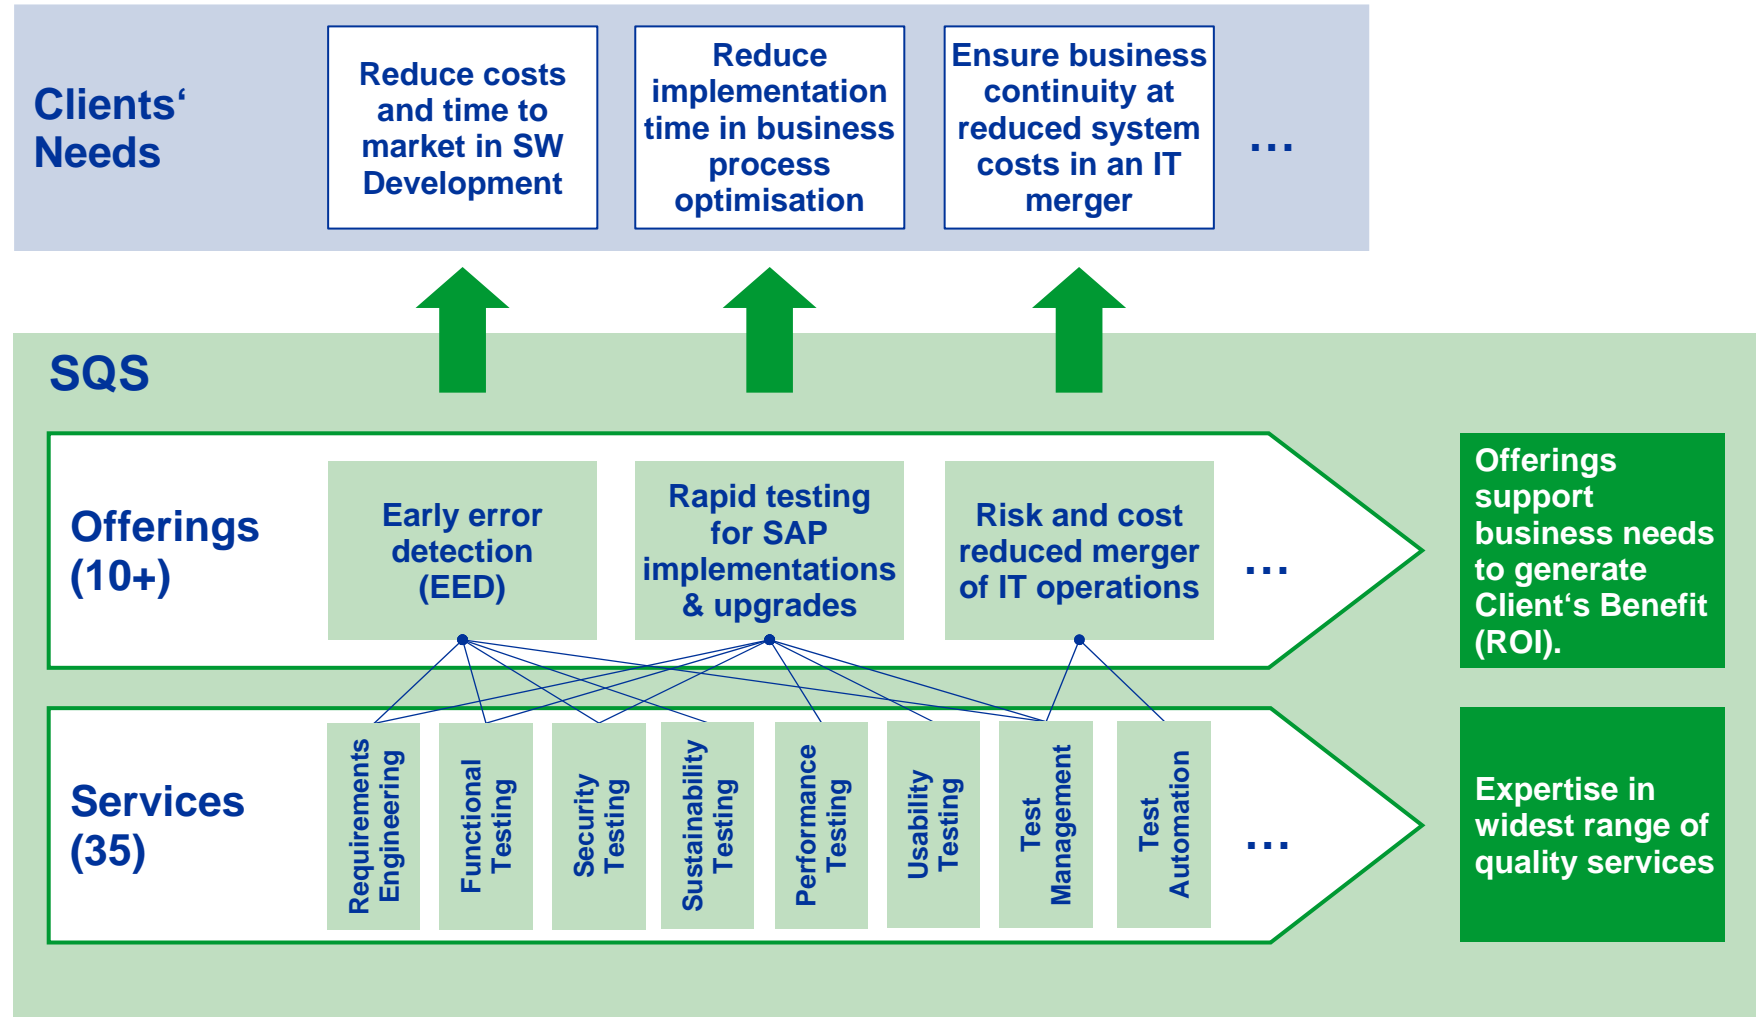 Clients‘
Needs
Reduce costs
and time to
market in SW
Development
Reduce
implementation
time in business
process
optimisation
Ensure business
continuity at
reduced system
costs in an IT
merger
...
SQS
Offerings
(10+)
Early error
detection
(EED)
Rapid testing
for SAP
implementations
& upgrades
Risk and cost
reduced merger
of IT operations
...
Offerings
support
business needs
to generate
Client‘s Benefit
(ROI).
Services
(35)
Requirements
Engineering
Functional
Testing
Security
Testing
Sustainability
Testing
Performance
Testing
Usability
Testing
Test
Management
Test
Automation
...
Expertise in
widest range of
quality services